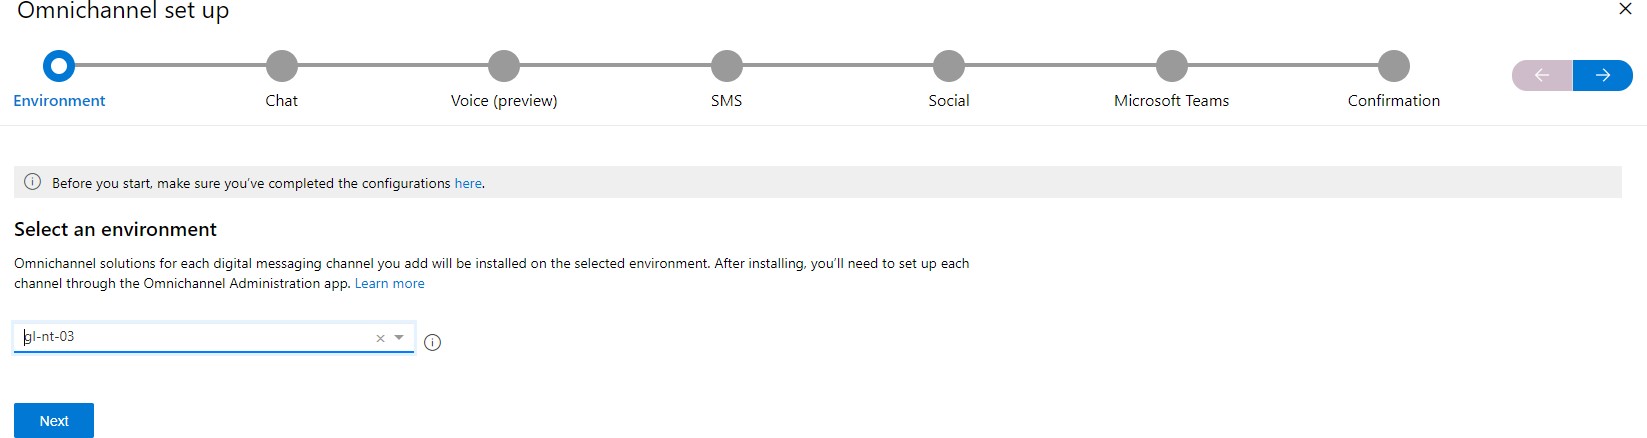 Omnichannel set up
Environment
Chat
Voice (preview)
SMS
Social
Microsoft Teams
Confirmation
Before you start, make sure you've completed the configurations here.
Select an environment
Omnichannel solutions for each digital messaging channel you add will be installed on the selected environment. After installing, you'll need to set up each
channel through the Omnichannel Administration app. Learn more
gl-nt-03
Next